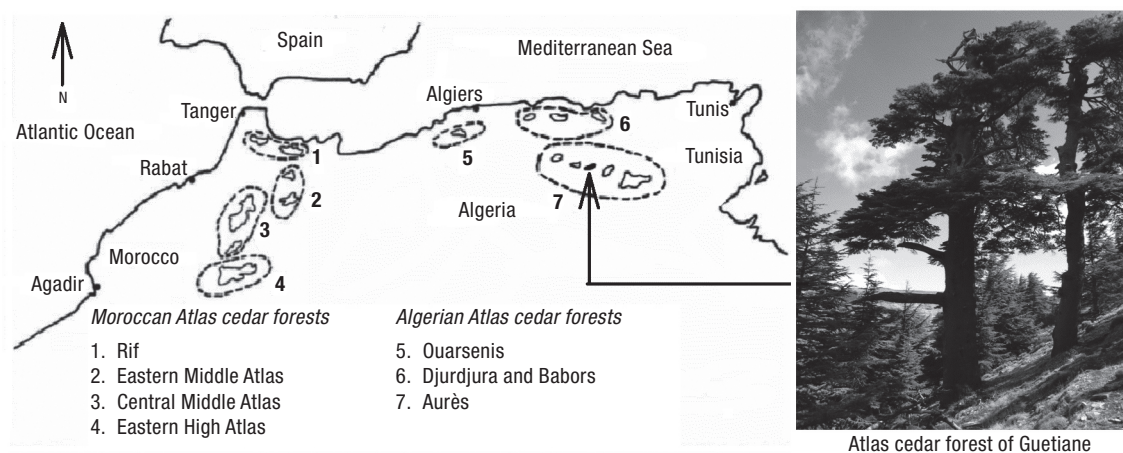 Spain
Mediterranean Sea
N
Tanger
Algiers
Tunis
Atlantic Ocean
6
1
5
Tunisia
Rabat
2
7
Algeria
3
Morocco
4
Agadir
Moroccan Atlas cedar forests
1. Rif
2. Eastern Middle Atlas
3. Central Middle Atlas
4. Eastern High Atlas
Algerian Atlas cedar forests
5. Ouarsenis
6. Djurdjura and Babors
7. Aurès
Atlas cedar forest of Guetiane